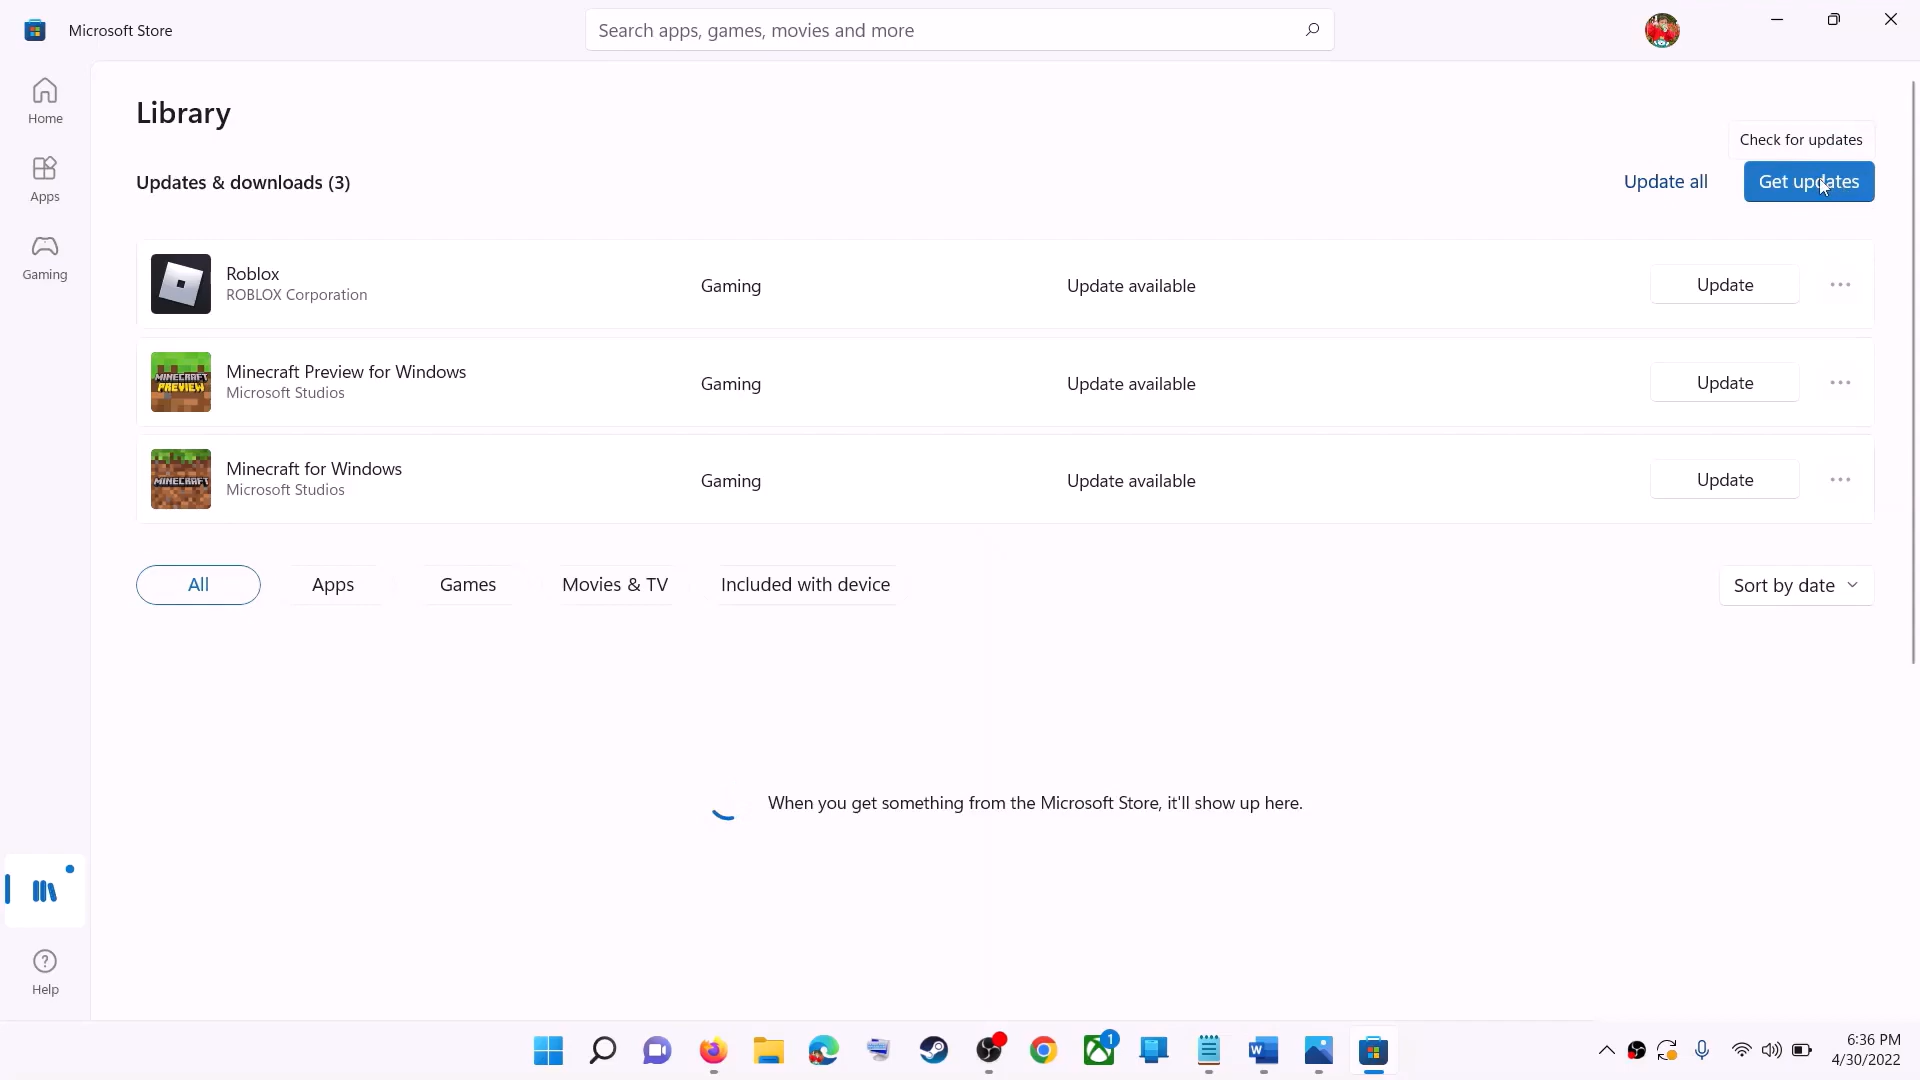 Microsoft Store
Search apps, games, movies and more
Home
Apps
Gaming
Library
Check for updates
Updates & downloads (3)
Update all
Get updates
Roblox
ROBLOX Corporation
Gaming
Update available
Update
MINECRAFT
PREVIEW
Minecraft Preview for Windows
Microsoft Studios
Gaming
Update available
Update
MINECRAFT
Minecraft for Windows
Microsoft Studios
Gaming
Update available
Update
All
Apps
Games
Movies & TV
Included with device
Sort by date
When you get something from the Microsoft Store, it'll show up here.
Help
1
W
6:36 PM
4/30/2022